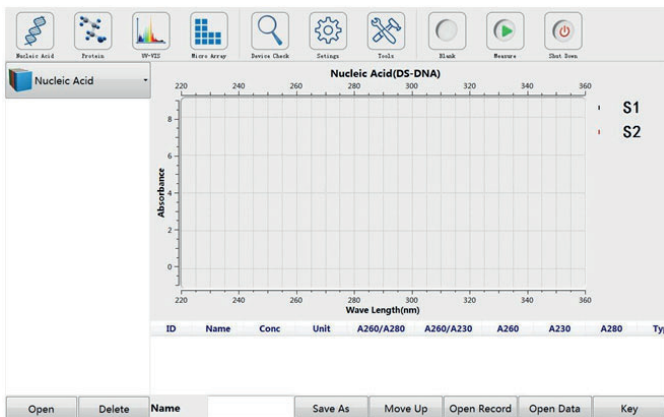 Nucleic Acid Protein UV-VIS Micro Array Device Check Settings Tools Blank Measure Shut Down
Nucleic Acid
Nucleic Acid(DS-DNA)
220 240 260 280 300 320 340 360
S1
S2
8
6
4
2
0
Absorbance
220 240 260 280 300 320 340 360
Wave Length(nm)
ID Name Conc Unit A260/A280 A260/A230 A260 A230 A280 Typ
Open Delete Name Save As Move Up Open Record Open Data Key